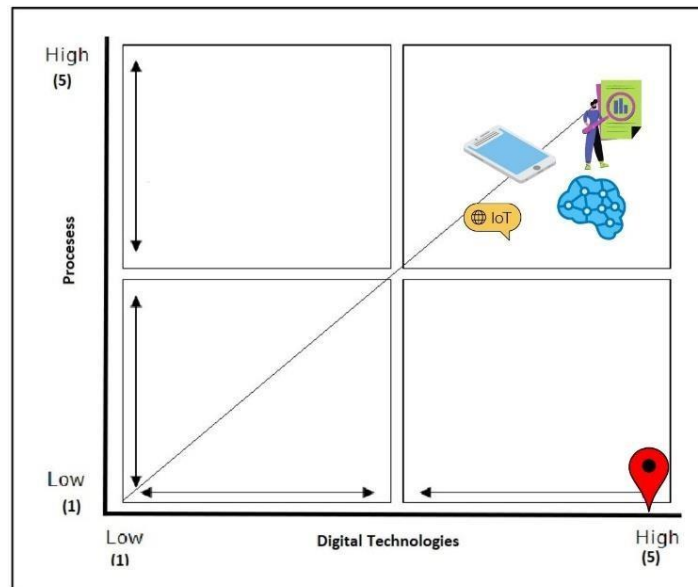 High
(5)
Procesess
IoT
Low
(1)
Low
(1)
Digital Technologies
High
(5)